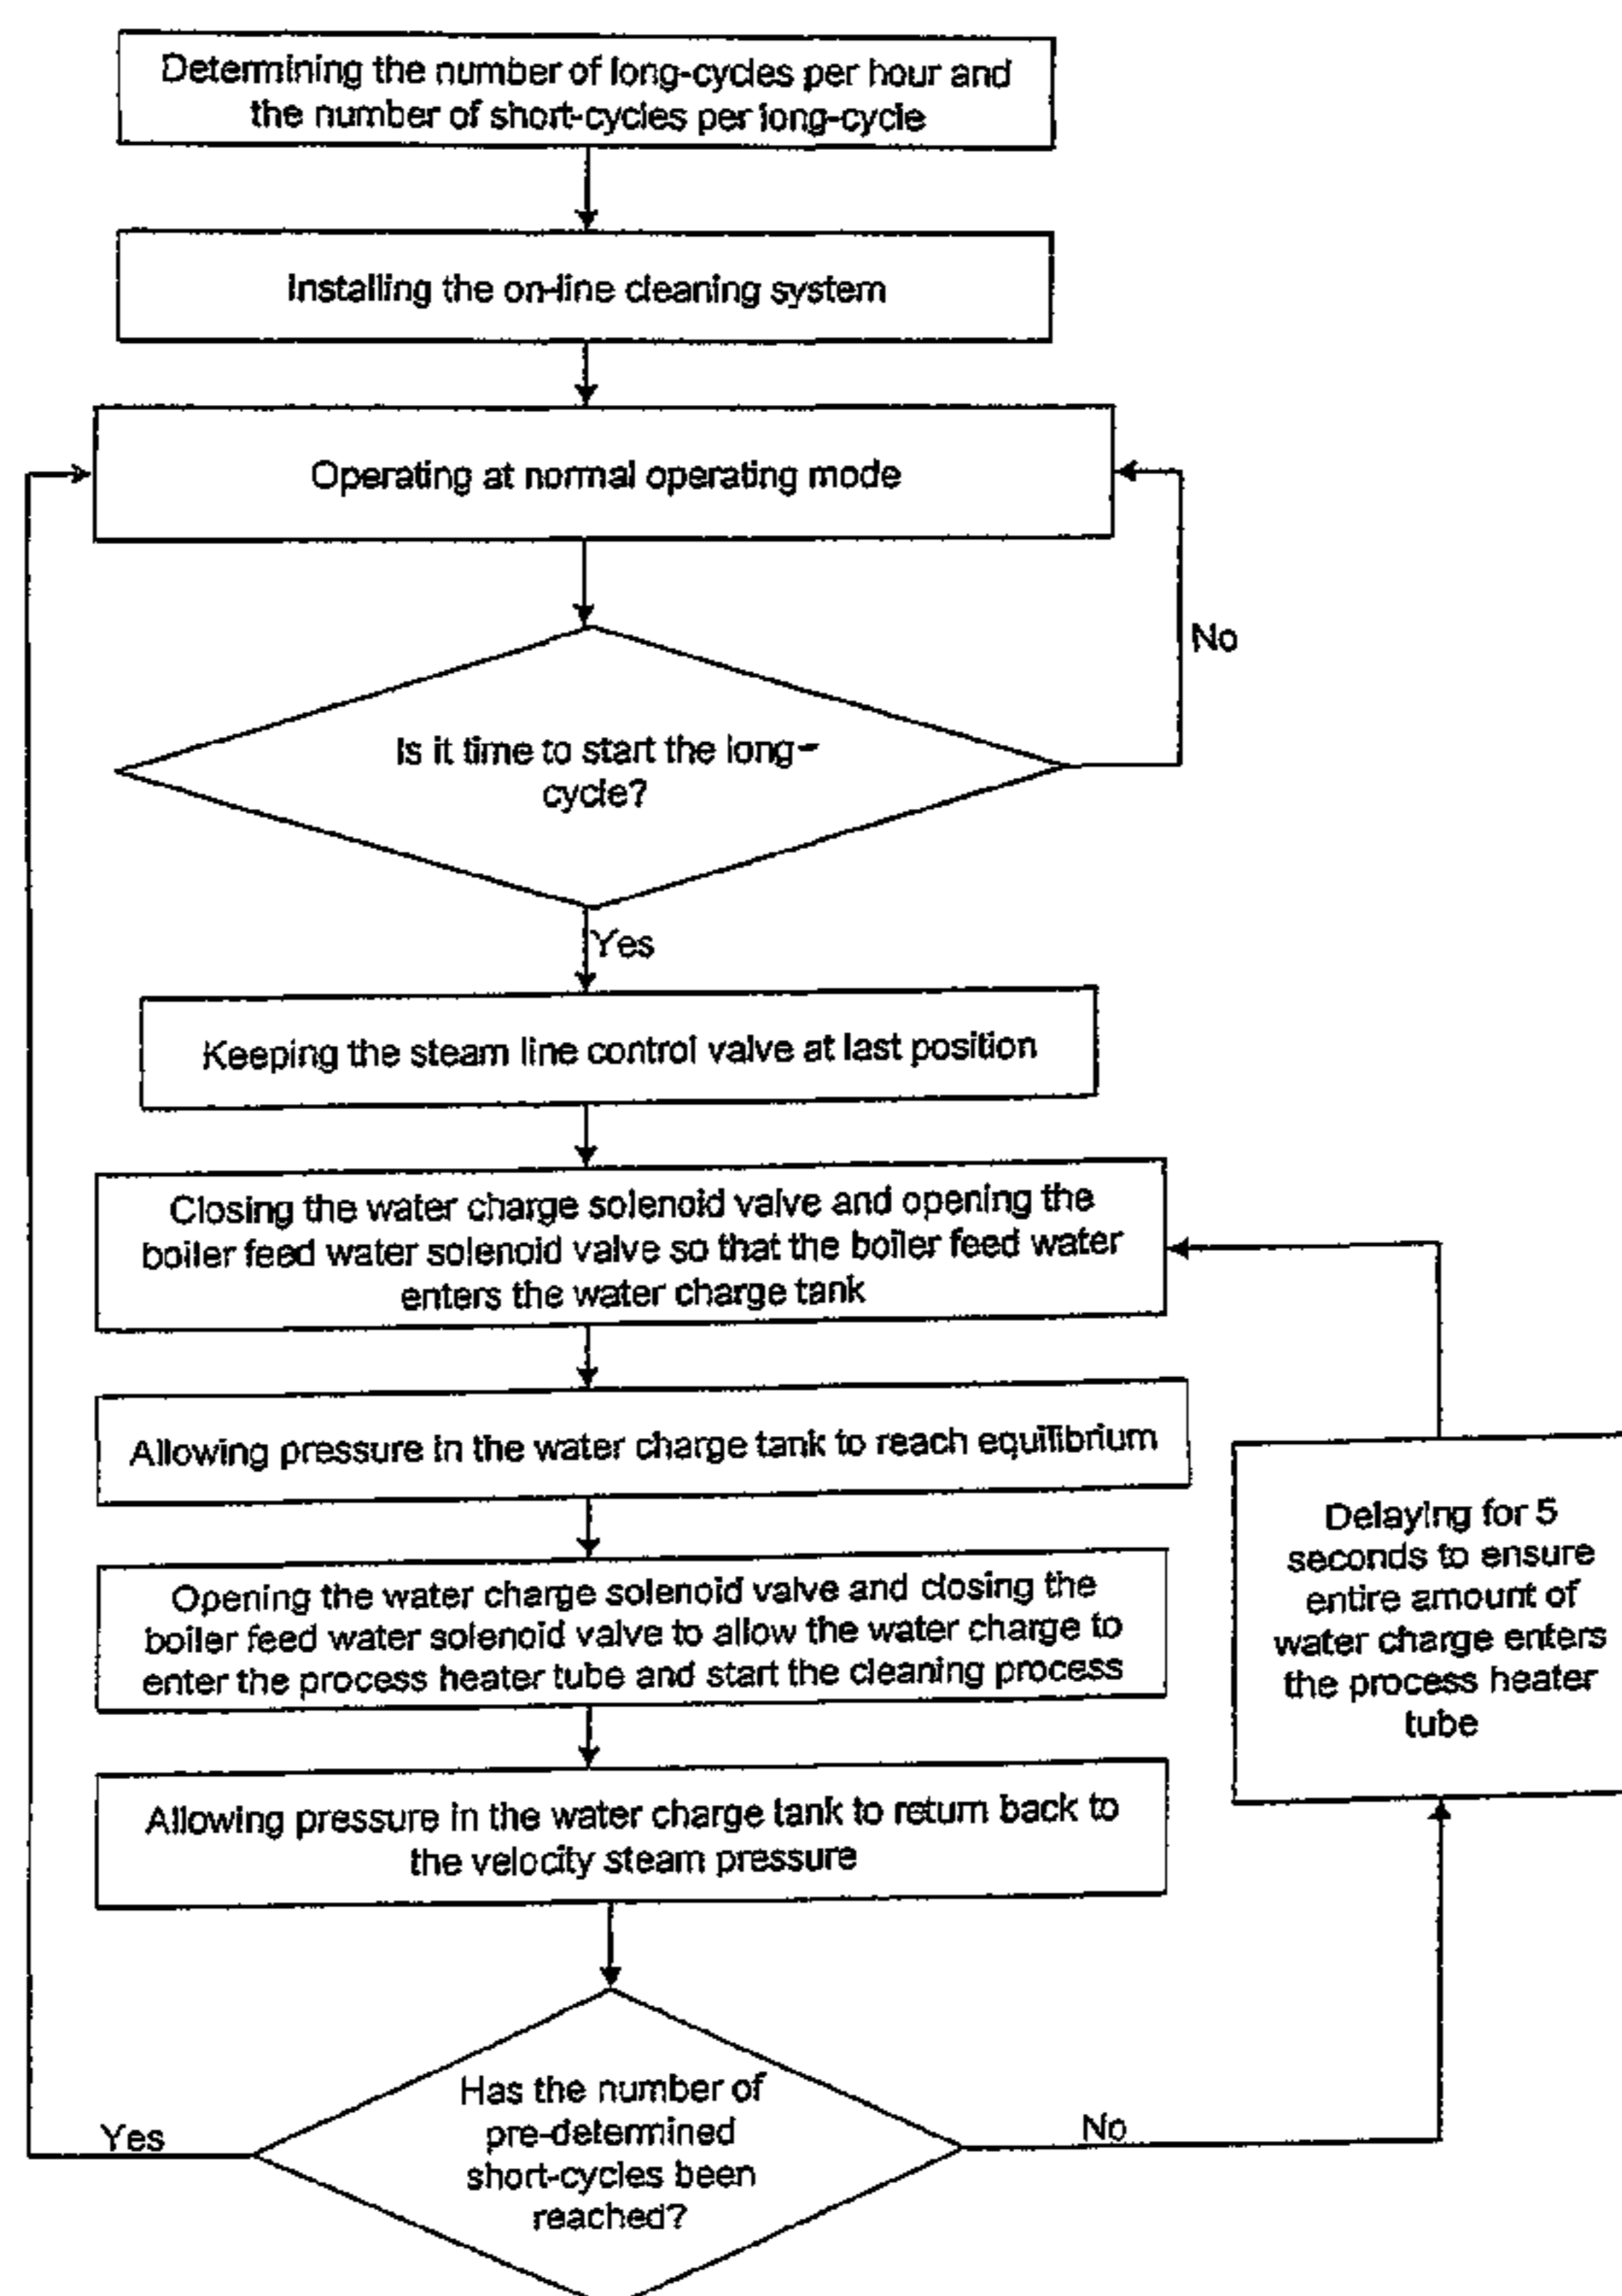 Determining the number of long-cycles per hour and
the number of short-cycles per long-cycle
Installing the on-line cleaning system
Operating at normal operating mode
No
Is it time to start the long-
cycle?
Yes
Keeping the steam line control valve at last position
Closing the water charge solenoid valve and opening the
boiler feed water solenoid valve so that the boiler feed water
enters the water charge tank
Allowing pressure in the water charge tank to reach equilibrium
Opening the water charge solenoid valve and closing the
boiler feed water solenoid valve to allow the water charge to
enter the process heater tube and start the cleaning process
Delaying for 5
seconds to ensure
entire amount of
water charge enters
the process heater
tube
Allowing pressure in the water charge tank to return back to
the velocity steam pressure
Has the number of
pre-determined
short-cycles been
reached?
Yes
No